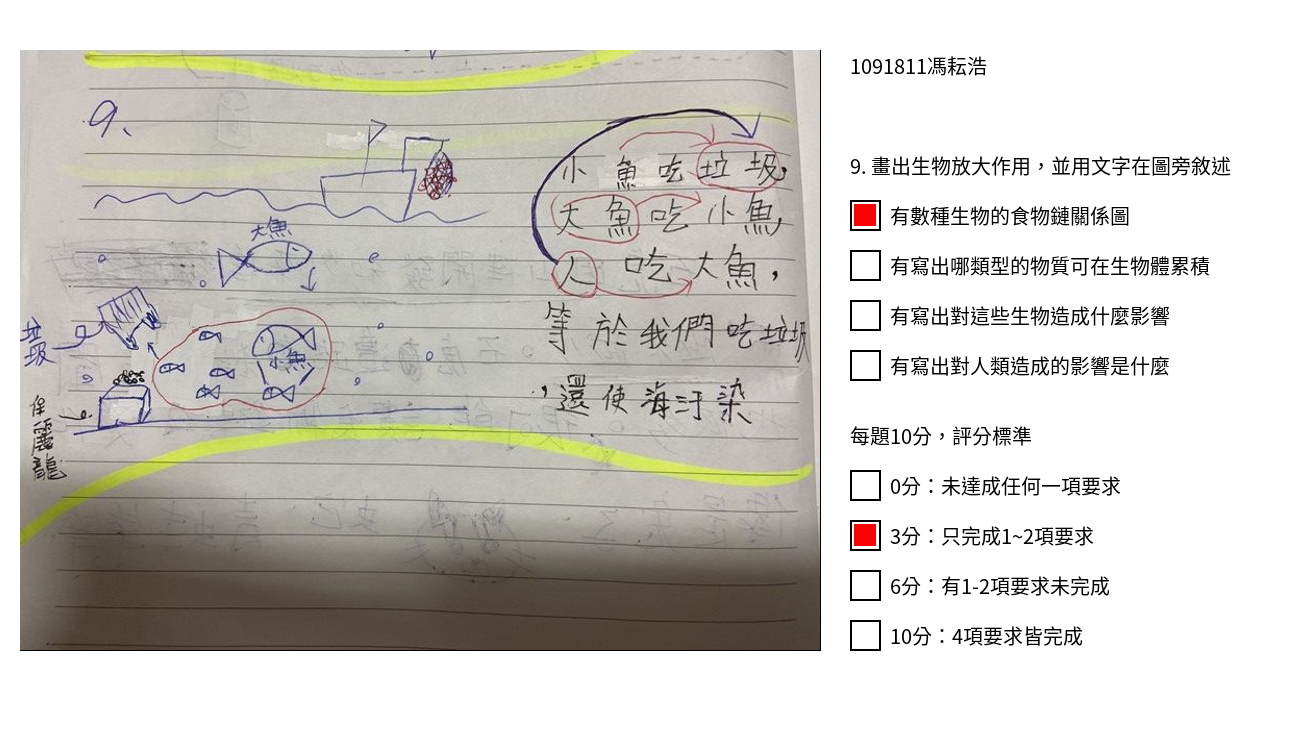 9、
小魚吃垃圾，
大魚吃小魚，
人吃大魚，
等於我們吃垃圾
，還使海汙染
大魚
小魚
垃圾
保麗龍
1091811馮耘浩
9. 畫出生物放大作用，並用文字在圖旁敘述
有數種生物的食物鏈關係圖
有寫出哪類型的物質可在生物體累積
有寫出對這些生物造成什麼影響
有寫出對人類造成的影響是什麼
每題10分，評分標準
0分：未達成任何一項要求
3分：只完成1~2項要求
6分：有1-2項要求未完成
10分：4項要求皆完成